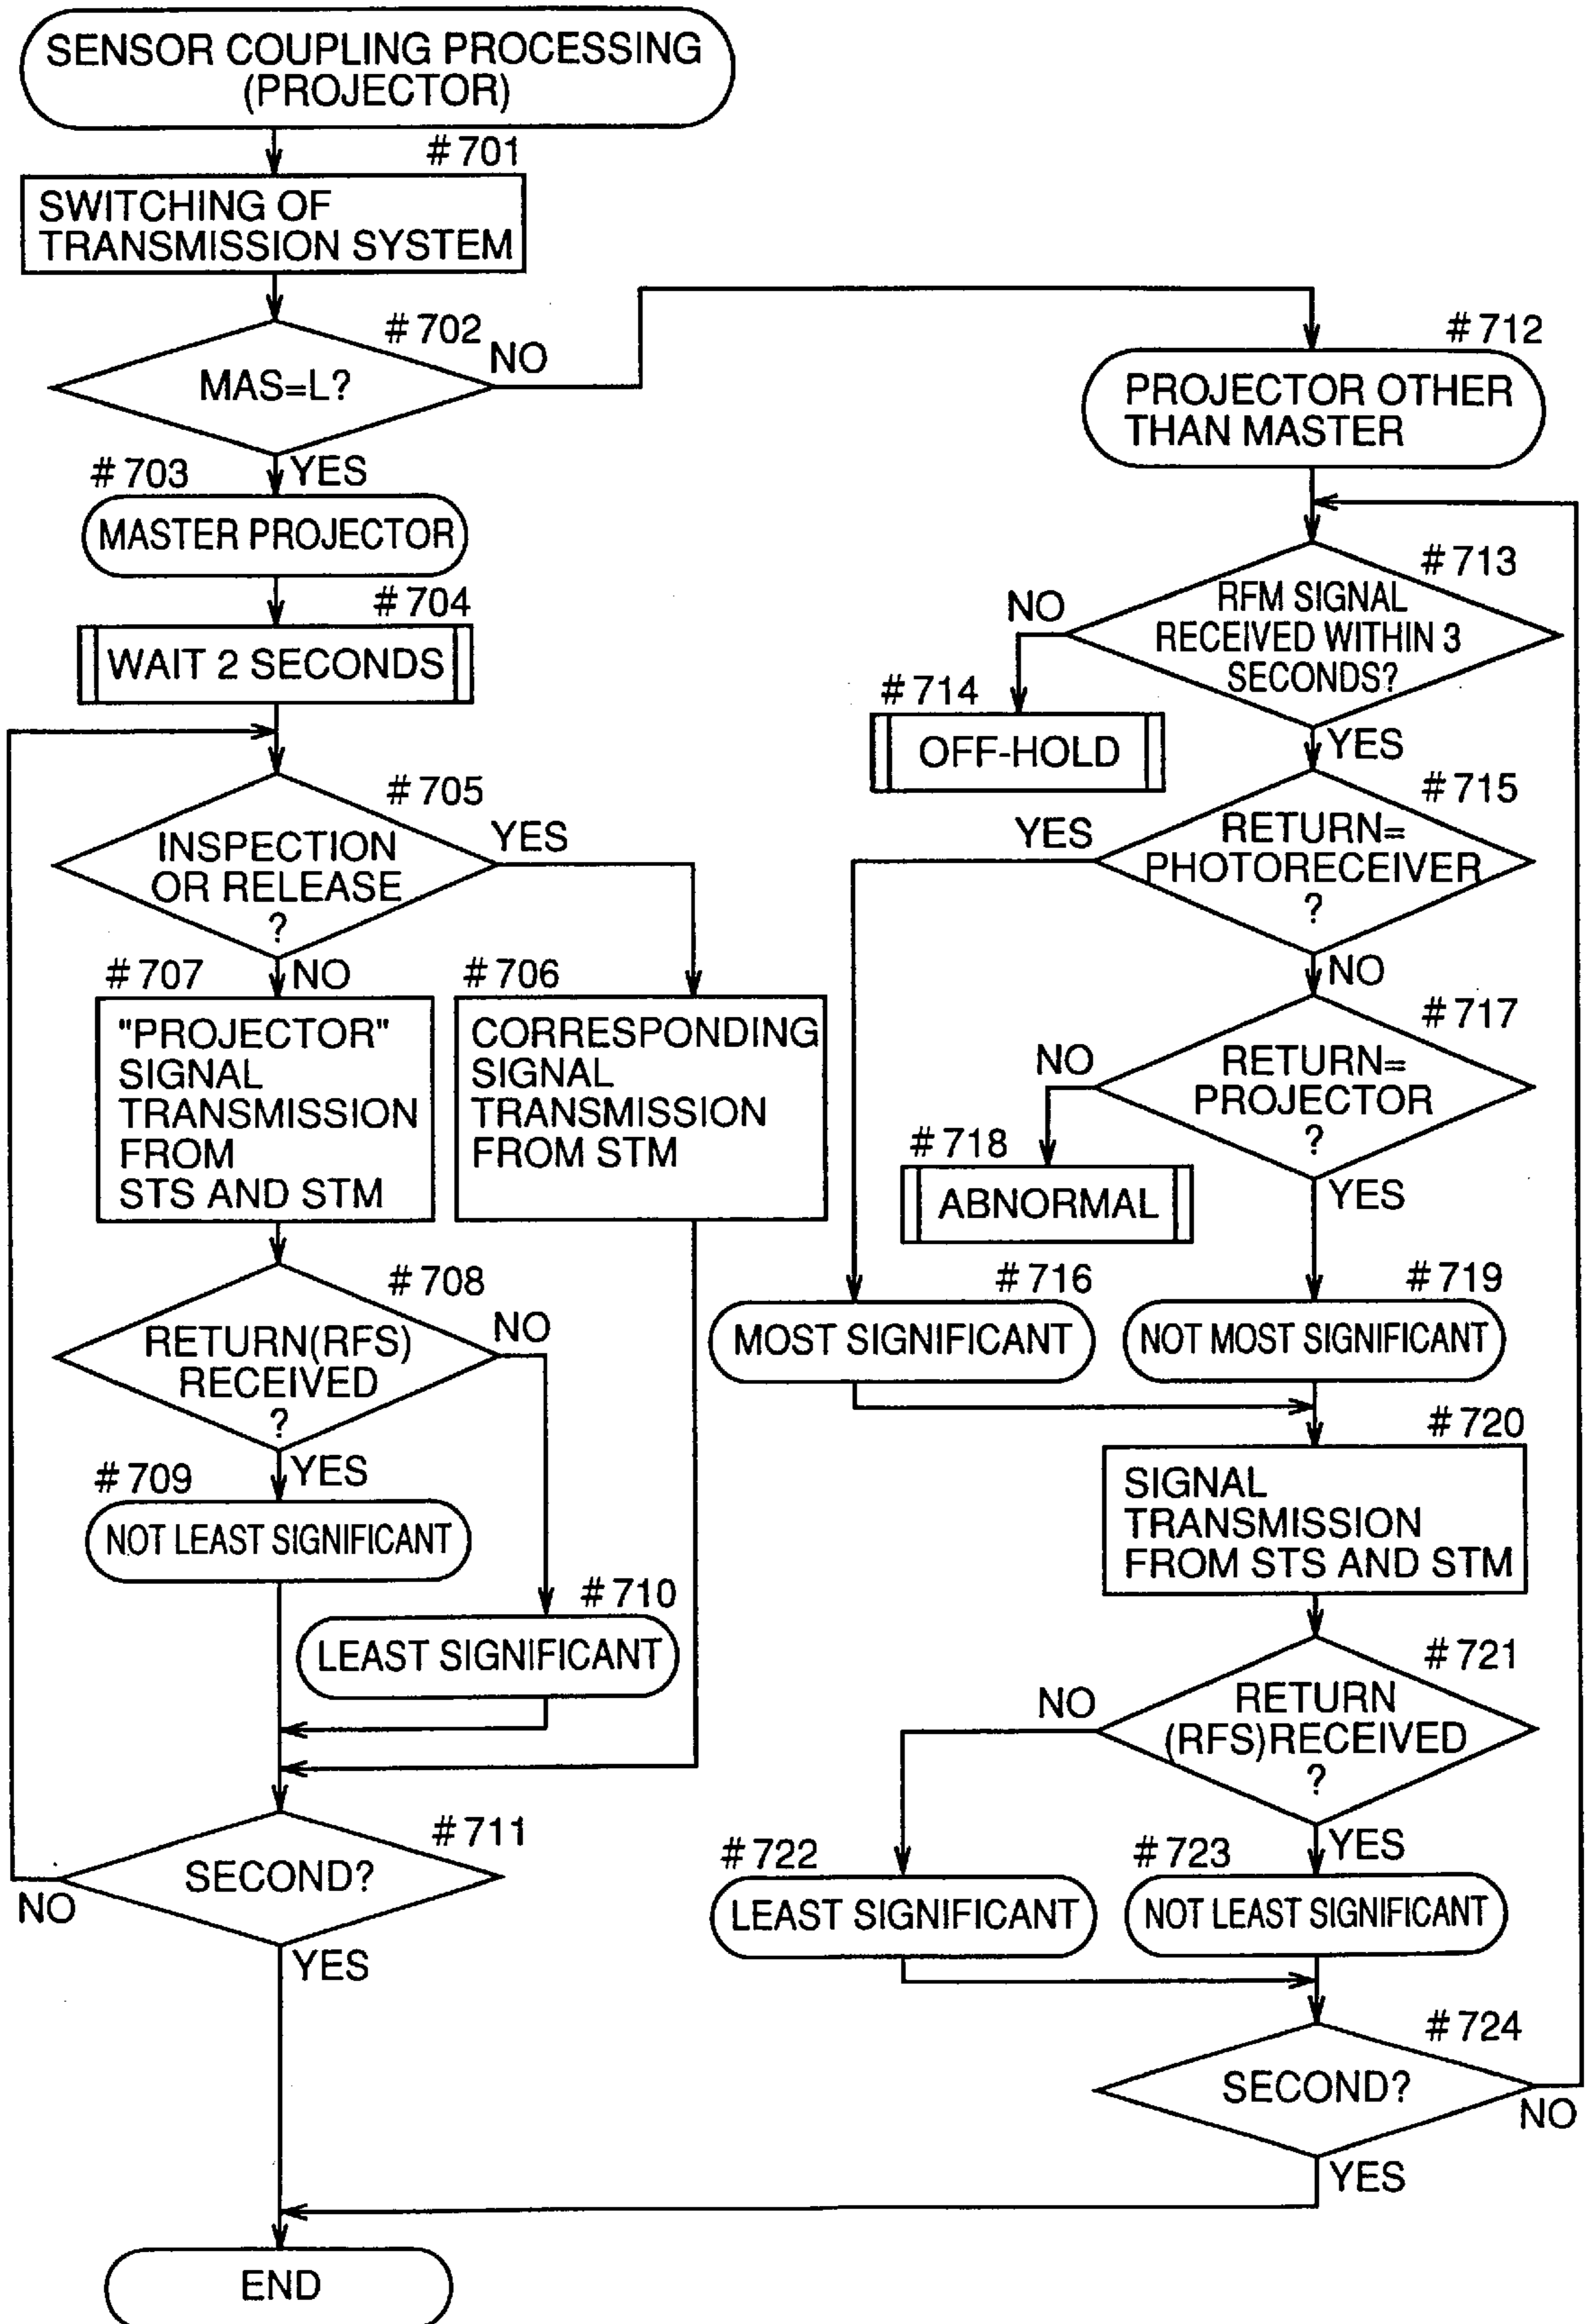 SENSOR COUPLING PROCESSING
(PROJECTOR)
#701
SWITCHING OF
TRANSMISSION SYSTEM
#702
MAS=L?
NO
YES
#703
MASTER PROJECTOR
#704
WAIT 2 SECONDS
#705
INSPECTION
OR RELEASE
?
YES
NO
#707
"PROJECTOR"
SIGNAL
TRANSMISSION
FROM
STS AND STM
#706
CORRESPONDING
SIGNAL
TRANSMISSION
FROM STM
#708
RETURN(RFS)
RECEIVED
?
NO
YES
#709
NOT LEAST SIGNIFICANT
#710
LEAST SIGNIFICANT
#711
SECOND?
NO
YES
#712
PROJECTOR OTHER
THAN MASTER
#713
RFM SIGNAL
RECEIVED WITHIN 3
SECONDS?
NO
YES
#714
OFF-HOLD
#715
RETURN=
PHOTORECEIVER
?
YES
NO
#717
RETURN=
PROJECTOR
?
NO
YES
#718
ABNORMAL
#716
MOST SIGNIFICANT
#719
NOT MOST SIGNIFICANT
#720
SIGNAL
TRANSMISSION
FROM STS AND STM
#721
RETURN
(RFS)RECEIVED
?
NO
YES
#722
LEAST SIGNIFICANT
#723
NOT LEAST SIGNIFICANT
#724
SECOND?
NO
YES
END